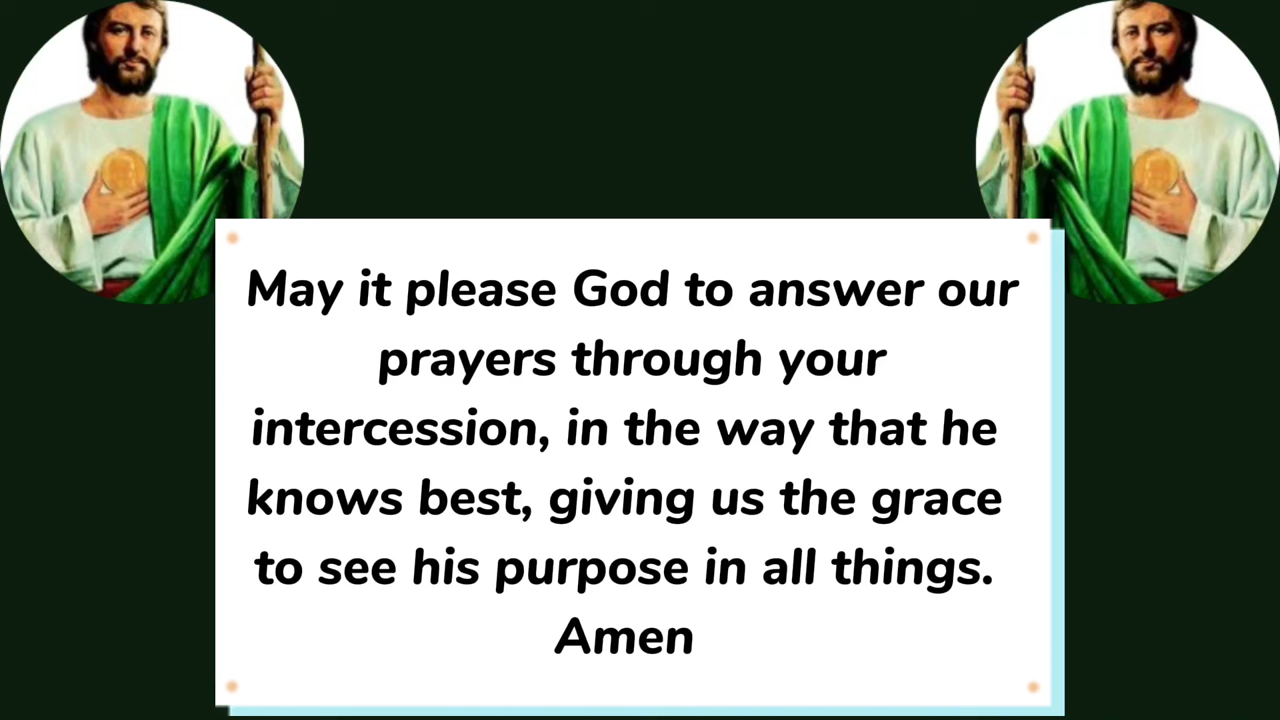 May it please God to answer our
prayers through your
intercession, in the way that he
knows best, giving us the grace
to see his purpose in all things.
Amen